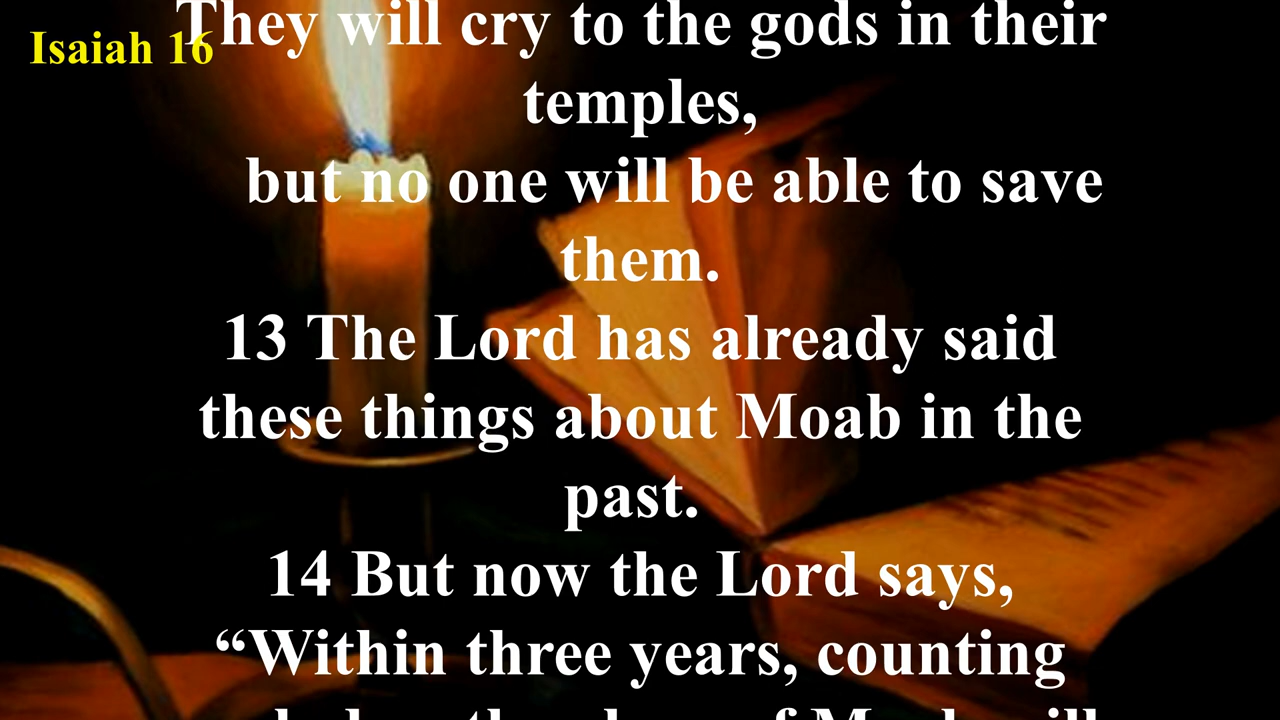 Isaiah 16
They will cry to the gods in their
temples,
but no one will be able to save
them.
13 The Lord has already said
these things about Moab in the
past.
14 But now the Lord says,
“Within three years, counting